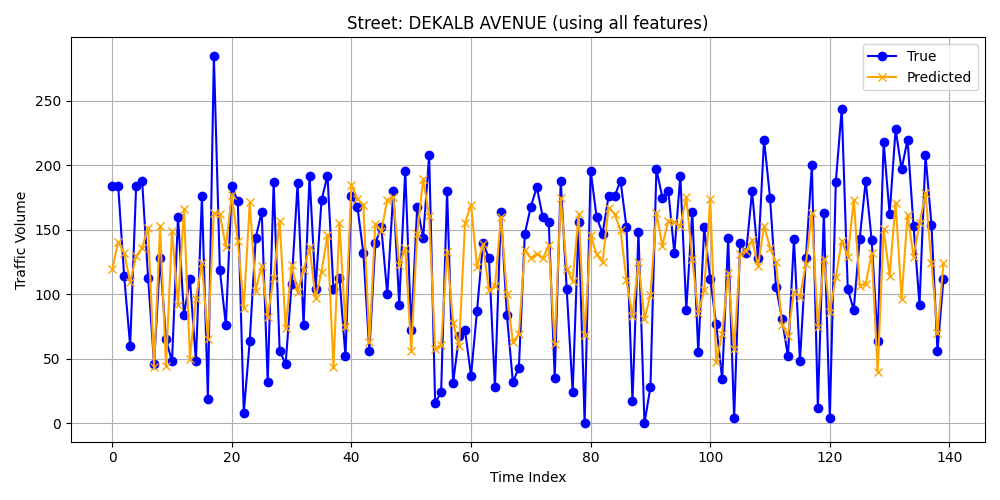 Street: DEKALB AVENUE (using all features)
True
Predicted
Traffic Volume
250
200
150
100
50
0
0 20 40 60 80 100 120 140
Time Index